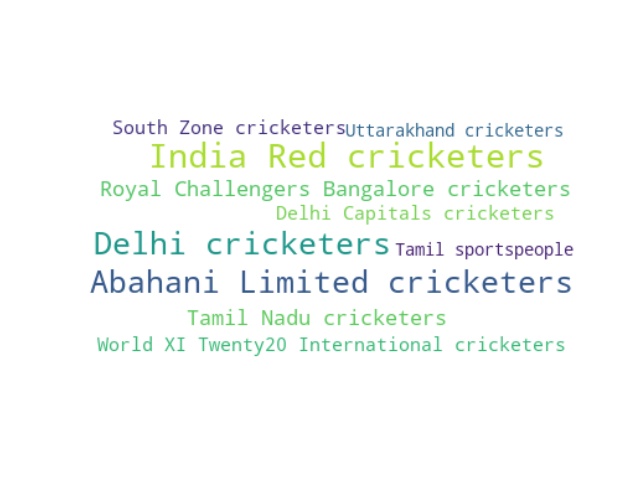 South Zone cricketers Uttarakhand cricketers
India Red cricketers
Royal Challengers Bangalore cricketers
Delhi Capitals cricketers
Delhi cricketers Tamil sportspeople
Abahani Limited cricketers
Tamil Nadu cricketers
World XI Twenty20 International cricketers